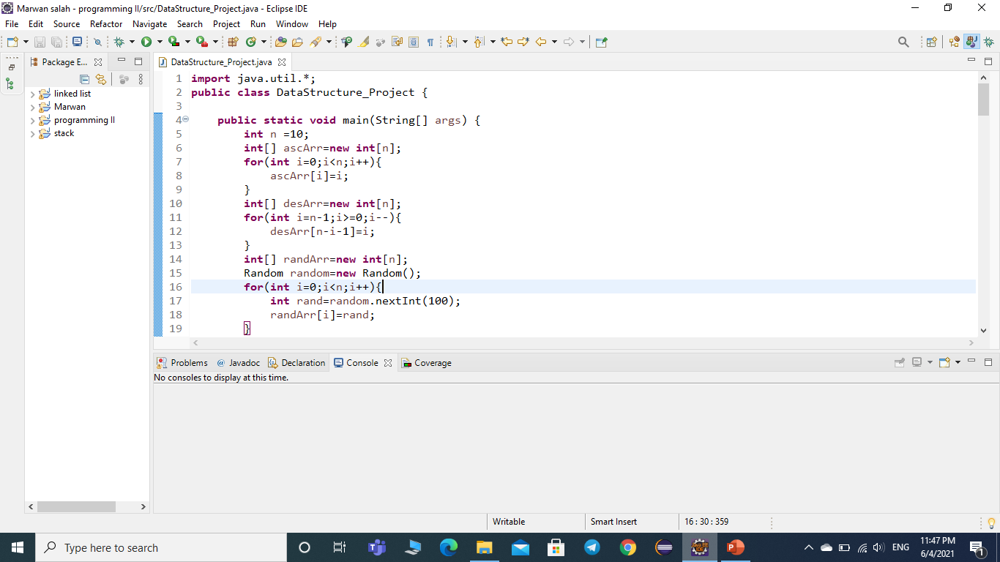 Marwan salah - programming II/src/DataStructure_Project.java - Eclipse IDE
File Edit Source Refactor Navigate Search Project Run Window Help
Package E...
linked list
Marwan
programming II
stack
DataStructure_Project.java
1 import java.util.*;
2 public class DataStructure_Project {
3
4 public static void main(String[] args) {
5 int n =10;
6 int[] ascArr=new int[n];
7 for(int i=0;i<n;i++){
8 ascArr[i]=i;
9 }
10 int[] desArr=new int[n];
11 for(int i=n-1;i>=0;i--){
12 desArr[n-i-1]=i;
13 }
14 int[] randArr=new int[n];
15 Random random=new Random();
16 for(int i=0;i<n;i++){
17 int rand=random.nextInt(100);
18 randArr[i]=rand;
19 }
Problems @ Javadoc Declaration Console Coverage
No consoles to display at this time.
Writable Smart Insert 16 : 30 : 359
Type here to search
ENG
11:47 PM
6/4/2021
1